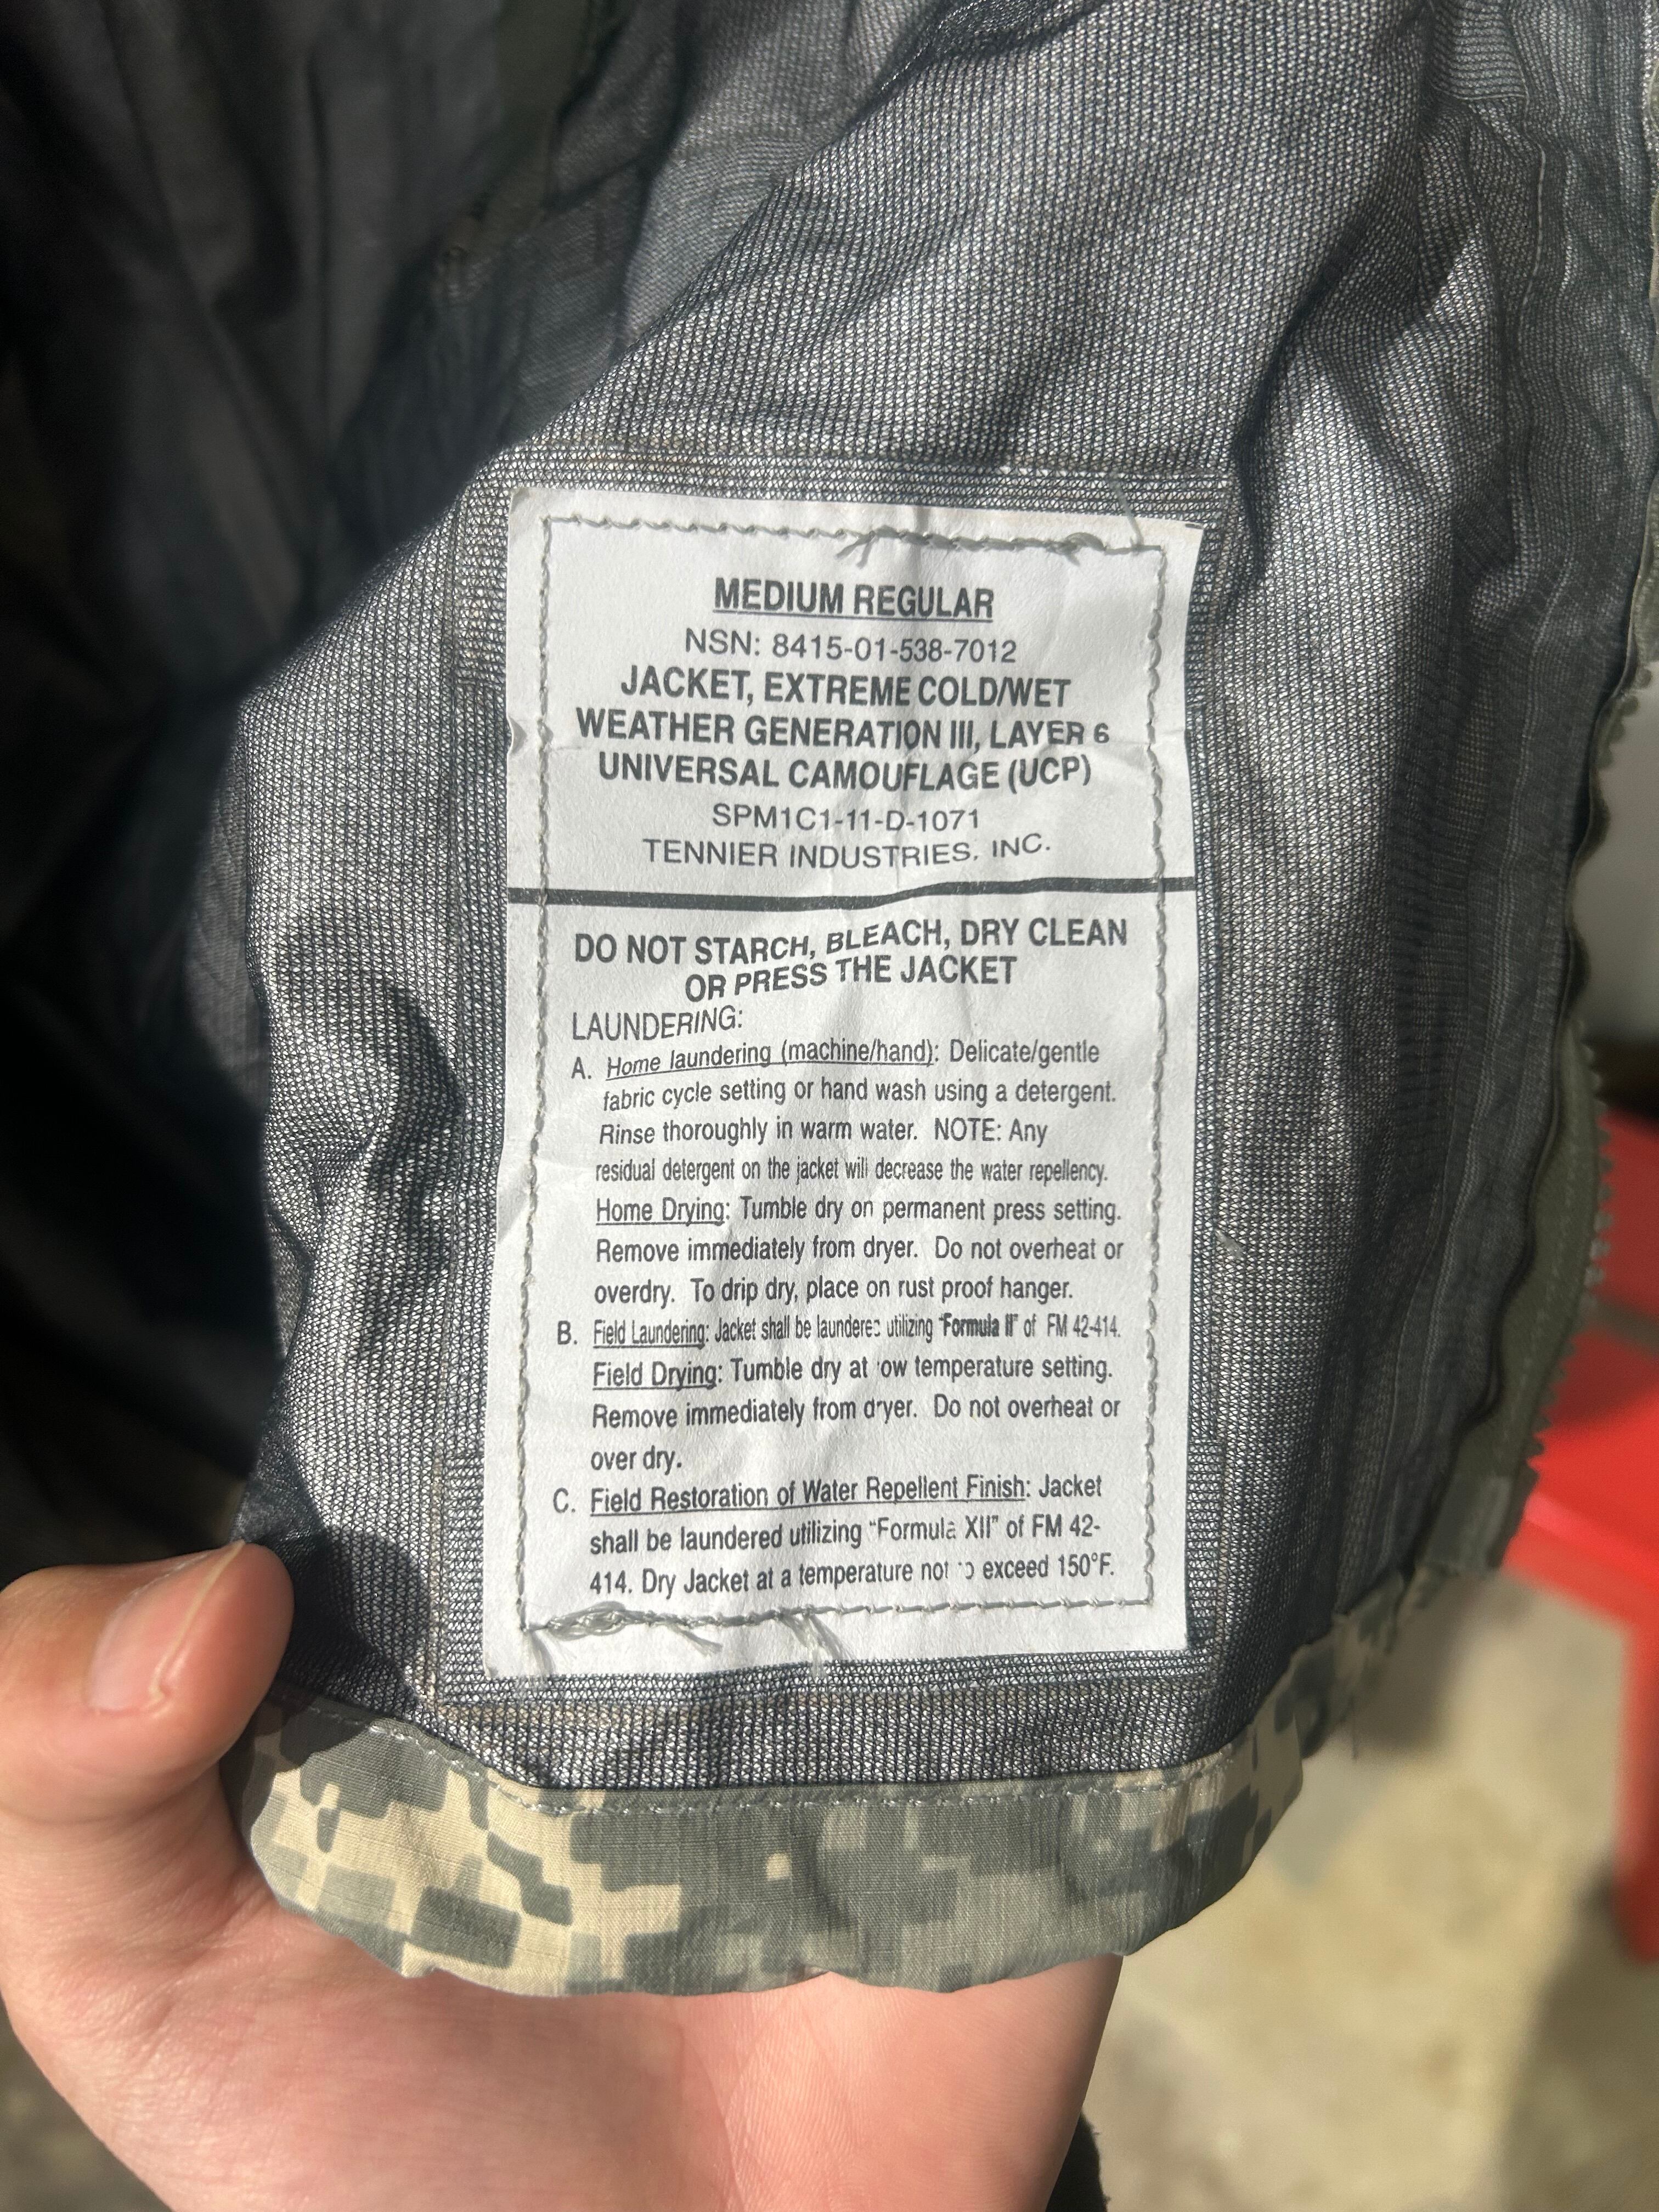 MEDIUM REGULAR
NSN: 8415-01-538-7012
JACKET, EXTREME COLD/WET
WEATHER GENERATION III, LAYER 6
UNIVERSAL CAMOUFLAGE (UCP)
SPM1C1-11-D-1071
TENNIER INDUSTRIES, INC.
DO NOT STARCH, BLEACH, DRY CLEAN
OR PRESS THE JACKET
LAUNDERING:
A. Home laundering (machine/hand): Delicate/gentle
fabric cycle setting or hand wash using a detergent.
Rinse thoroughly in warm water. NOTE: Any
residual detergent on the jacket will decrease the water repellency.
Home Drying: Tumble dry on permanent press setting.
Remove immediately from dryer. Do not overheat or
overdry. To drip dry, place on rust proof hanger.
B. Field Laundering: Jacket shall be laundered utilizing "Formula II" of FM 42-414.
Field Drying: Tumble dry at low temperature setting.
Remove immediately from dryer. Do not overheat or
over dry.
C. Field Restoration of Water Repellent Finish: Jacket
shall be laundered utilizing "Formula XII" of FM 42-
414. Dry Jacket at a temperature not to exceed 150°F.